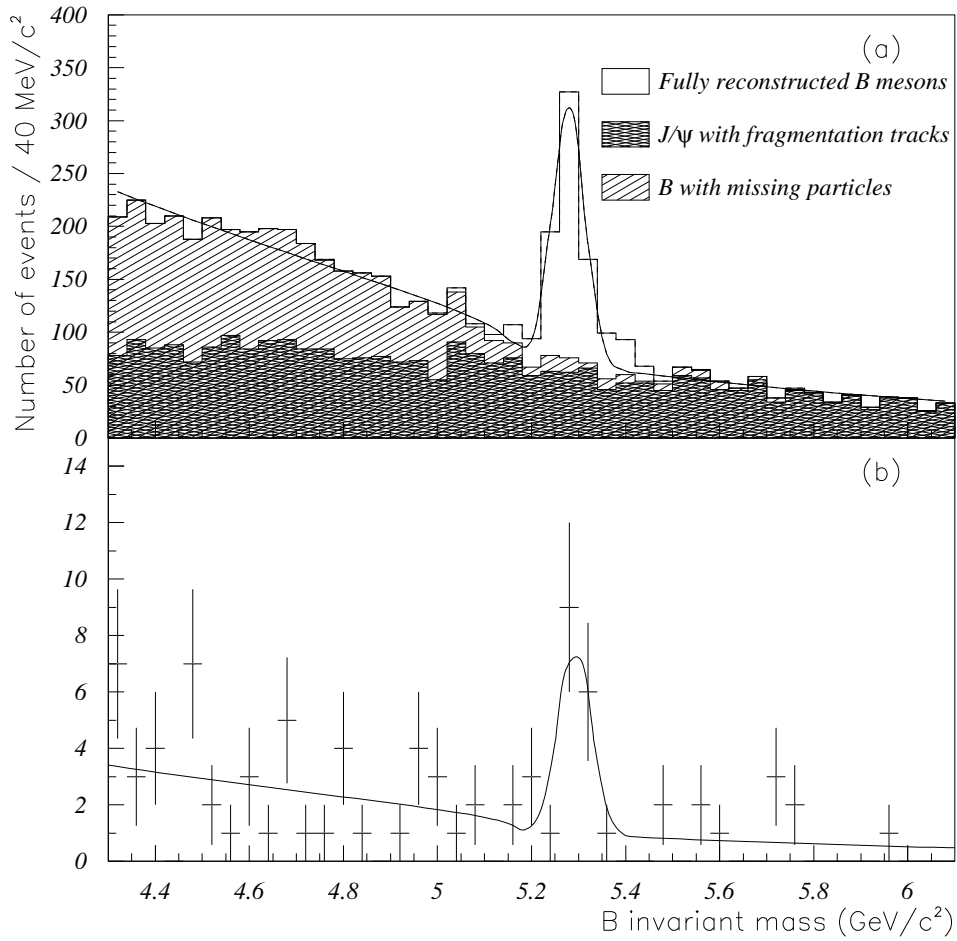 Number of events / 40 MeV/c²
400
350
300
250
200
150
100
50
0
(a)
Fully reconstructed B mesons
J/ψ with fragmentation tracks
B with missing particles
14
12
10
8
6
4
2
0
(b)
4.4 4.6 4.8 5 5.2 5.4 5.6 5.8 6
B invariant mass (GeV/c²)